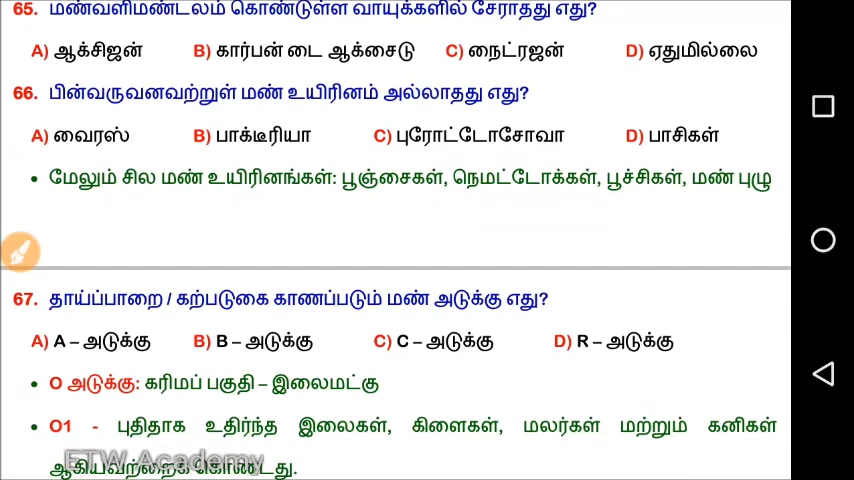 65. மண்வளிமண்டலம் கொண்டுள்ள வாயுக்களில் சேராதது எது?
A) ஆக்சிஜன் B) கார்பன் டை ஆக்சைடு C) நைட்ரஜன் D) ஏதுமில்லை
66. பின்வருவனவற்றுள் மண் உயிரினம் அல்லாதது எது?
A) வைரஸ் B) பாக்டீரியா C) புரோட்டோசோவா D) பாசிகள்
• மேலும் சில மண் உயிரினங்கள்: பூஞ்சைகள், நெமட்டோக்கள், பூச்சிகள், மண் புழு
67. தாய்ப்பாறை / கற்படுகை காணப்படும் மண் அடுக்கு எது?
A) A – அடுக்கு B) B – அடுக்கு C) C – அடுக்கு D) R – அடுக்கு
• O அடுக்கு: கரிமப் பகுதி – இலைமட்கு
• O1 - புதிதாக உதிர்ந்த இலைகள், கிளைகள், மலர்கள் மற்றும் கனிகள்
ஆகியவற்றைக் கொண்டது.
ETW Academy